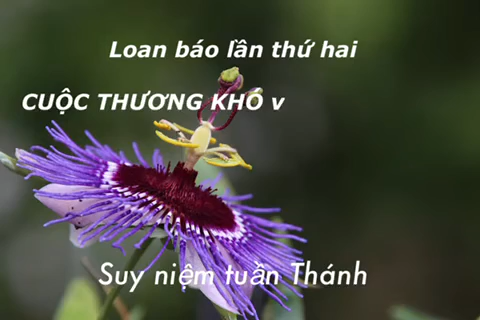 Loan báo lần thứ hai
CUỘC THƯƠNG KHÓ v
Suy niệm tuần Thánh